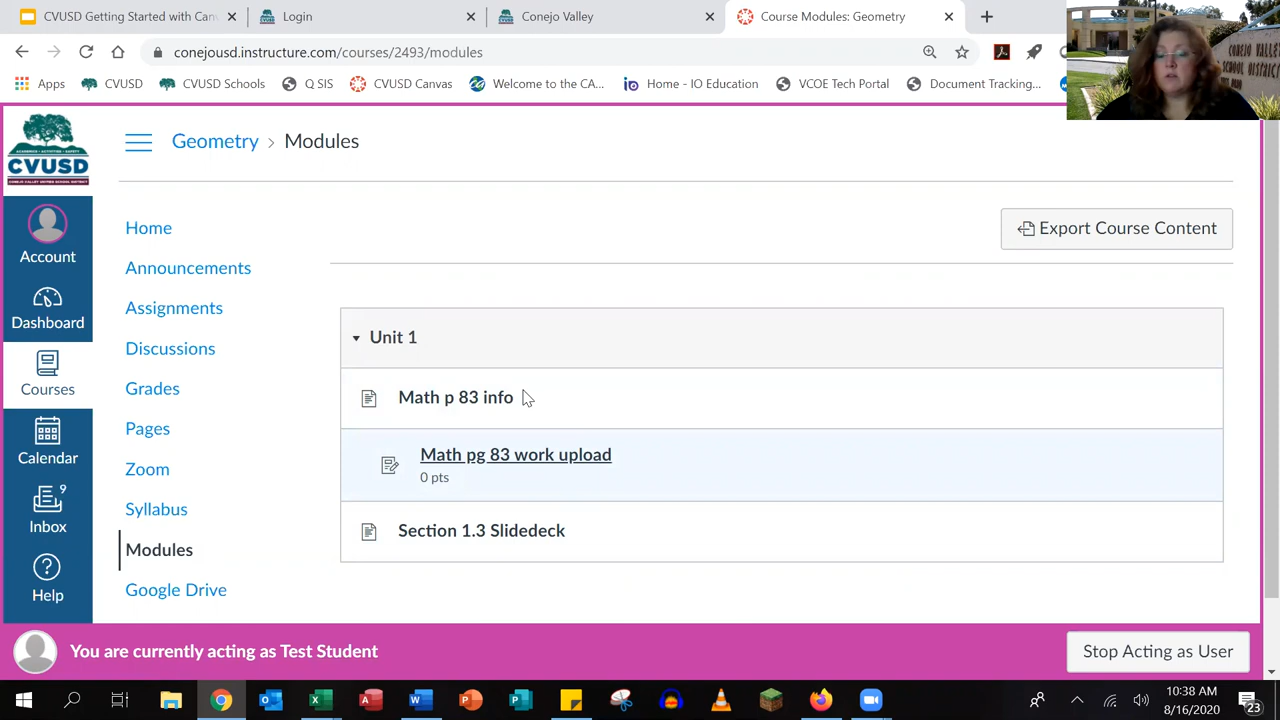 CVUSD Getting Started with Can
Login
Conejo Valley
Course Modules: Geometry
conejousd.instructure.com/courses/2493/modules
Apps
CVUSD
CVUSD Schools
Q SIS
CVUSD Canvas
Welcome to the CA...
Home - IO Education
VCOE Tech Portal
Document Tracking...
CONEJO VALLEY
SCHOOL DISTRICT
CVUSD
Geometry > Modules
Account
Dashboard
Courses
Calendar
9
Inbox
Help
Home
Announcements
Assignments
Discussions
Grades
Pages
Zoom
Syllabus
Modules
Google Drive
Export Course Content
Unit 1
Math p 83 info
Math pg 83 work upload
0 pts
Section 1.3 Slidedeck
You are currently acting as Test Student
Stop Acting as User
10:38 AM
8/16/2020
23